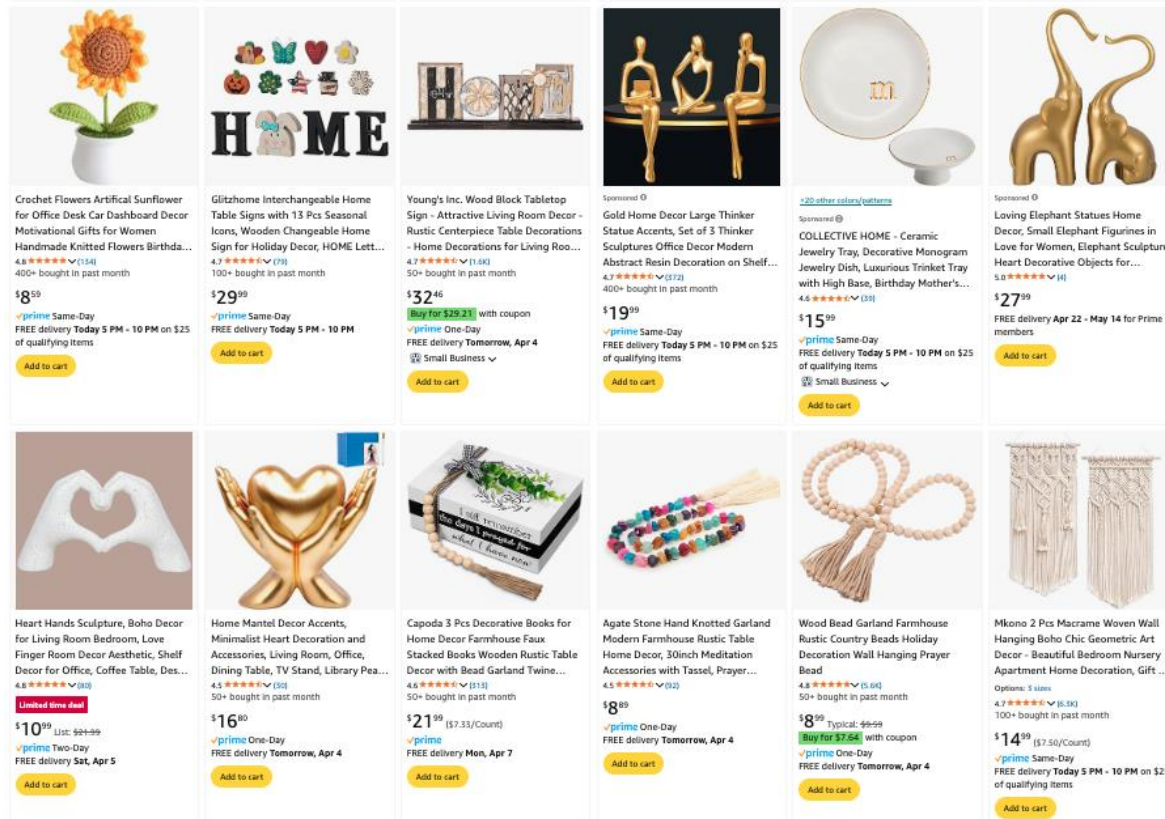 HOME
m
I still remember
the days I prayed for
what I have now
Crochet Flowers Artifical Sunflower
for Office Desk Car Dashboard Decor
Motivational Gifts for Women
Handmade Knitted Flowers Birthda...
4.8 (134)
400+ bought in past month
$8 59
prime Same-Day
FREE delivery Today 5 PM - 10 PM on $25
of qualifying items
Add to cart
Glitzhome Interchangeable Home
Table Signs with 13 Pcs Seasonal
Icons, Wooden Changeable Home
Sign for Holiday Decor, HOME Lett...
4.7 (79)
100+ bought in past month
$29 99
prime Same-Day
FREE delivery Today 5 PM - 10 PM
Add to cart
Young's Inc. Wood Block Tabletop
Sign - Attractive Living Room Decor -
Rustic Centerpiece Table Decorations
- Home Decorations for Living Roo...
4.7 (1.6K)
50+ bought in past month
$32 46
Buy for $29.21 with coupon
prime One-Day
FREE delivery Tomorrow, Apr 4
Small Business
Add to cart
Sponsored
Gold Home Decor Large Thinker
Statue Accents, Set of 3 Thinker
Sculptures Office Decor Modern
Abstract Resin Decoration on Shelf...
4.7 (372)
400+ bought in past month
$19 99
prime Same-Day
FREE delivery Today 5 PM - 10 PM on $25
of qualifying items
Add to cart
+20 other colors/patterns
Sponsored
COLLECTIVE HOME - Ceramic
Jewelry Tray, Decorative Monogram
Jewelry Dish, Luxurious Trinket Tray
with High Base, Birthday Mother's...
4.6 (39)
$15 99
prime Same-Day
FREE delivery Today 5 PM - 10 PM on $25
of qualifying items
Small Business
Add to cart
Sponsored
Loving Elephant Statues Home
Decor, Small Elephant Figurines in
Love for Women, Elephant Sculptur
Heart Decorative Objects for...
5.0 (4)
$27 99
FREE delivery Apr 22 - May 14 for Prime
members
Add to cart
Heart Hands Sculpture, Boho Decor
for Living Room Bedroom, Love
Finger Room Decor Aesthetic, Shelf
Decor for Office, Coffee Table, Des...
4.8 (80)
Limited time deal
$10 99 List: $21.99
prime Two-Day
FREE delivery Sat, Apr 5
Add to cart
Home Mantel Decor Accents,
Minimalist Heart Decoration and
Accessories, Living Room, Office,
Dining Table, TV Stand, Library Pea...
4.5 (30)
50+ bought in past month
$16 80
prime One-Day
FREE delivery Tomorrow, Apr 4
Add to cart
Capoda 3 Pcs Decorative Books for
Home Decor Farmhouse Faux
Stacked Books Wooden Rustic Table
Decor with Bead Garland Twine...
4.6 (313)
50+ bought in past month
$21 99 ($7.33/Count)
prime
FREE delivery Mon, Apr 7
Add to cart
Agate Stone Hand Knotted Garland
Modern Farmhouse Rustic Table
Home Decor, 30inch Meditation
Accessories with Tassel, Prayer...
4.5 (92)
$8 89
prime One-Day
FREE delivery Tomorrow, Apr 4
Add to cart
Wood Bead Garland Farmhouse
Rustic Country Beads Holiday
Decoration Wall Hanging Prayer
Bead
4.8 (5.6K)
50+ bought in past month
$8 99 Typical: $9.59
Buy for $7.64 with coupon
prime One-Day
FREE delivery Tomorrow, Apr 4
Add to cart
Mkono 2 Pcs Macrame Woven Wall
Hanging Boho Chic Geometric Art
Decor - Beautiful Bedroom Nursery
Apartment Home Decoration, Gift ..
Options: 3 sizes
4.7 (6.3K)
100+ bought in past month
$14 99 ($7.50/Count)
prime Same-Day
FREE delivery Today 5 PM - 10 PM on $2
of qualifying items
Add to cart